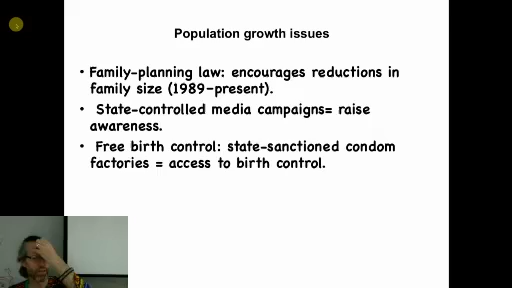 Population growth issues
• Family-planning law: encourages reductions in
family size (1989–present).
• State-controlled media campaigns= raise
awareness.
• Free birth control: state-sanctioned condom
factories = access to birth control.